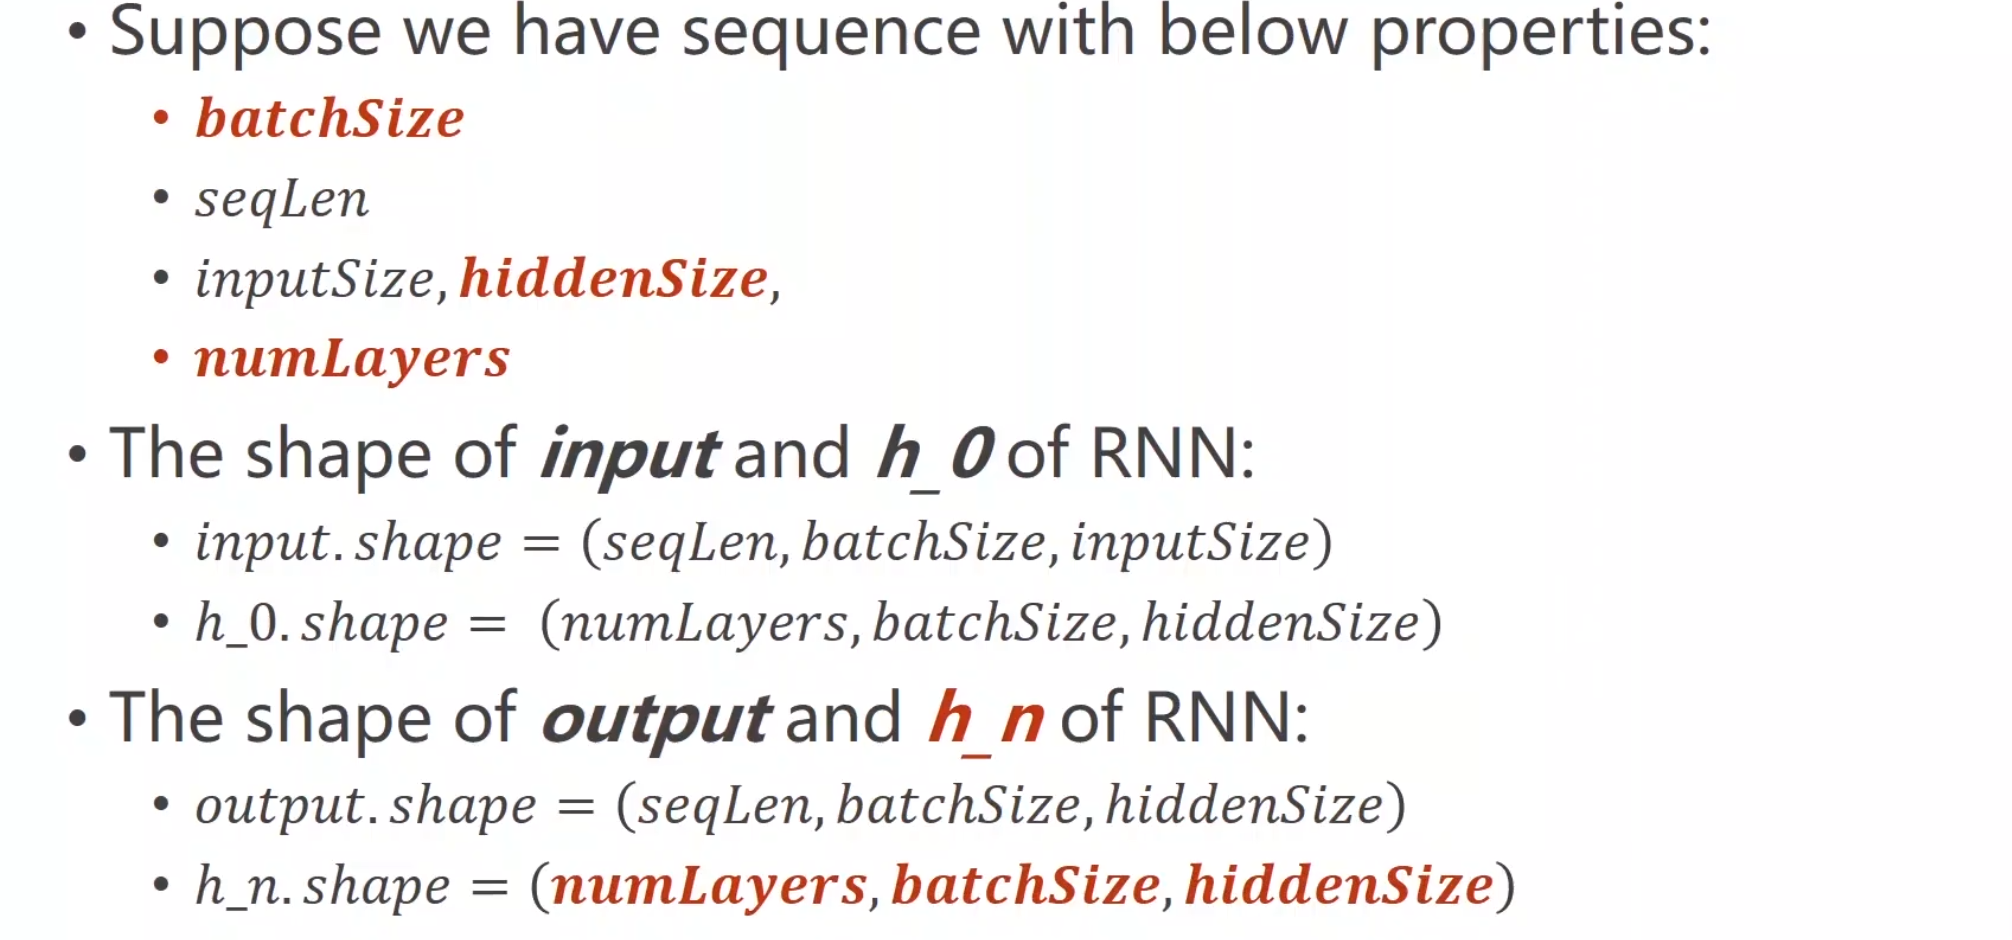 • Suppose we have sequence with below properties:
• batchSize
• seqLen
• inputSize, hiddenSize,
• numLayers
• The shape of input and h_0 of RNN:
• input. shape = (seqLen, batchSize, inputSize)
• h_0. shape = (numLayers, batchSize, hiddenSize)
• The shape of output and h_n of RNN:
• output. shape = (seqLen, batchSize, hiddenSize)
• h_n. shape = (numLayers, batchSize, hiddenSize)